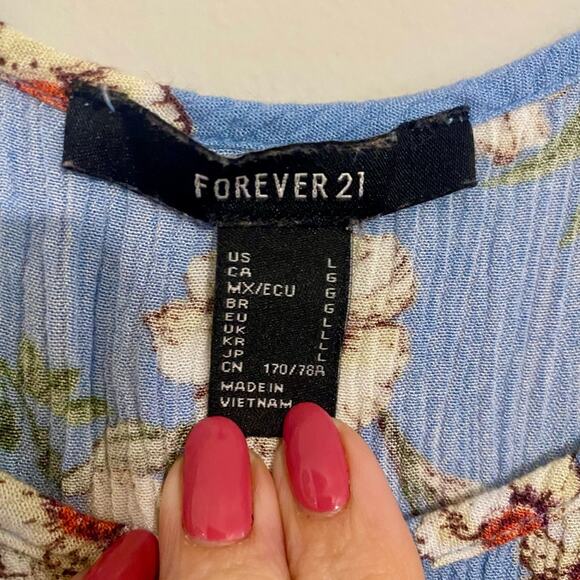 FOREVER 21
US L
CA G
MX/ECU G
BR G
EU L
UK L
KR L
JP L
CN 170/78A
MADE IN
VIETNAM